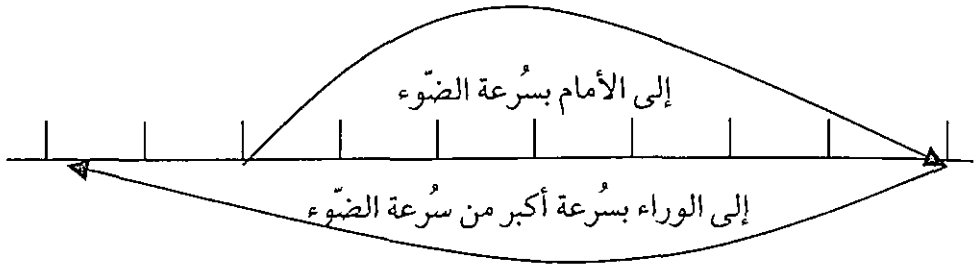 إلى الأمام بسُرعة الضّوء
إلى الوراء بسُرعة أكبر من سُرعة الضّوء